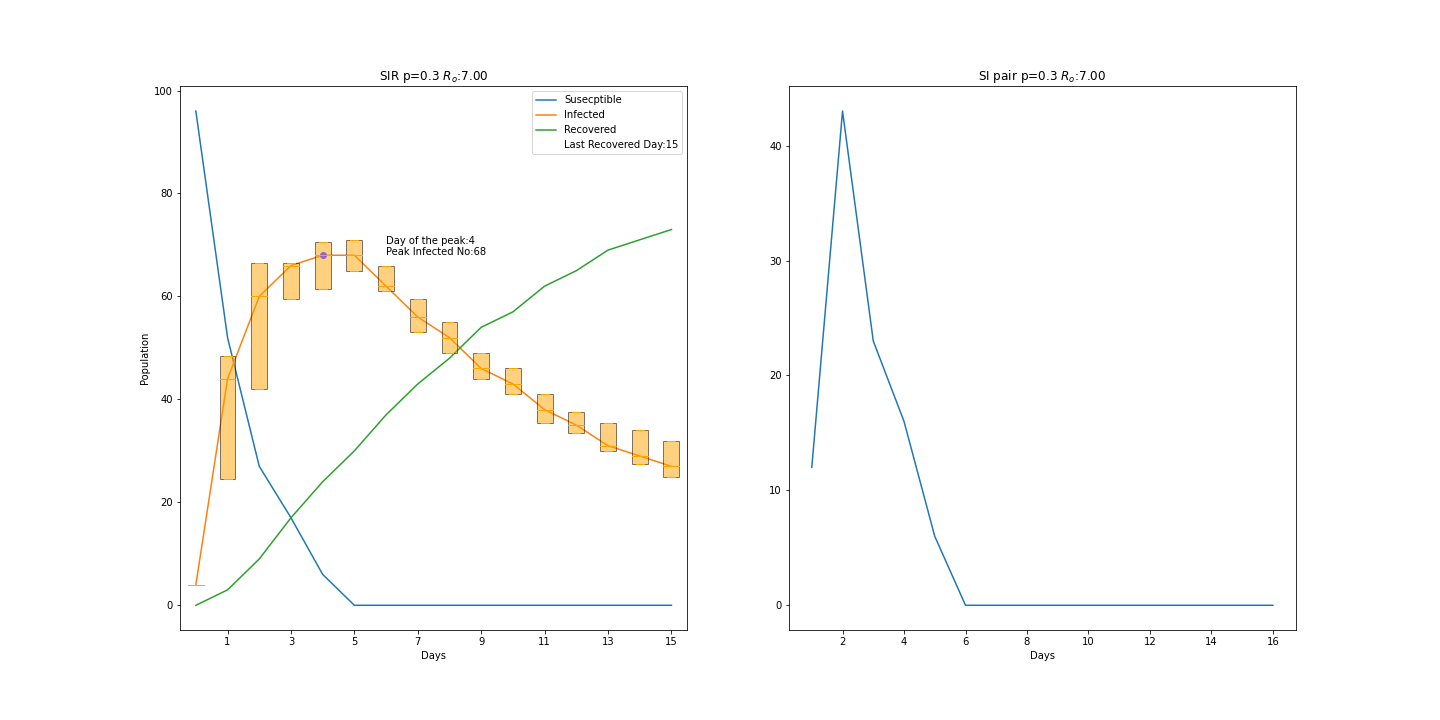 SIR p=0.3 Rₒ:7.00
100
80
60
40
20
0
Population
Susecptible
Infected
Recovered
Last Recovered Day:15
Day of the peak:4
Peak Infected No:68
1 3 5 7 9 11 13 15
Days
SI pair p=0.3 Rₒ:7.00
40
30
20
10
0
2 4 6 8 10 12 14 16
Days